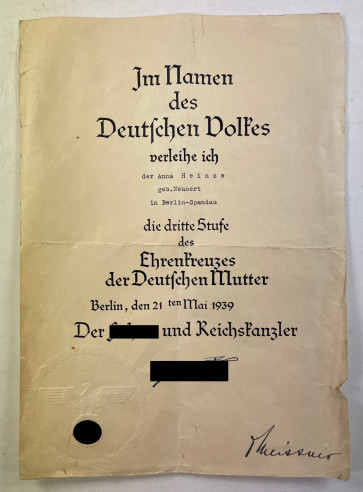 Im Namen
des
Deutschen Volkes
verleihe ich
der Anna Heinze
geb.Neunert
in Berlin-Spandau
die dritte Stufe
des
Ehrenkreuzes
der Deutschen Mutter
Berlin, den 21 ten Mai 1939
Der und Reichskanzler
Meissner